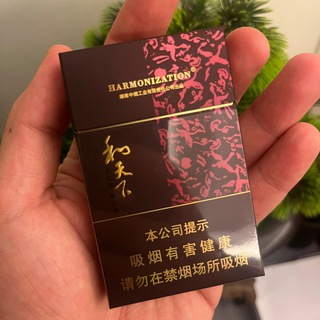 HARMONIZATION®
湖南中烟工业有限责任公司出品
和天下
本公司提示
吸烟有害健康
请勿在禁烟场所吸烟